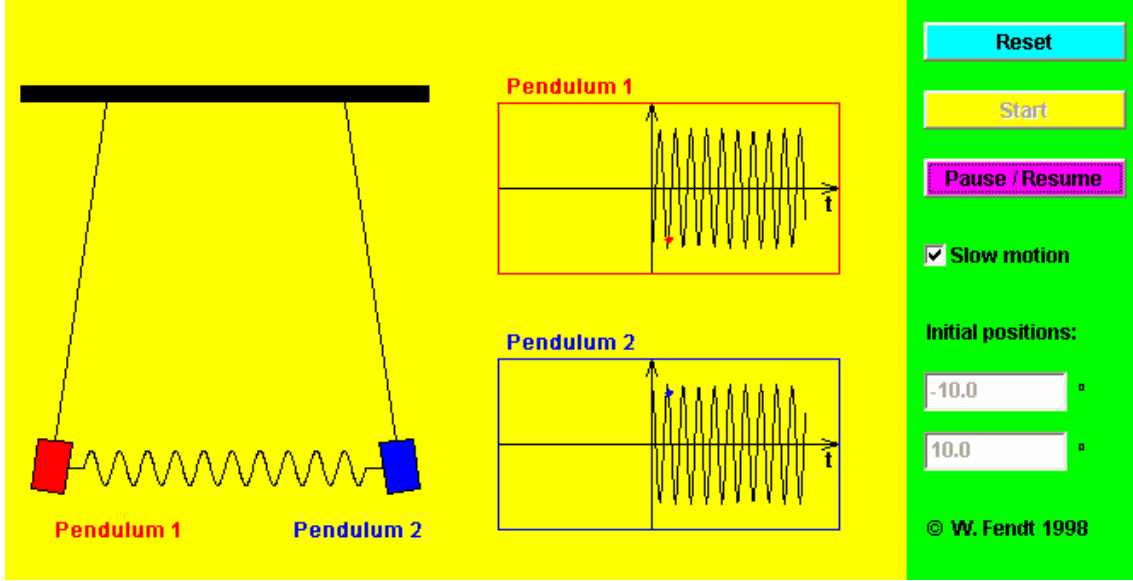 Pendulum 1
t
Pendulum 2
t
Pendulum 1
Pendulum 2
Reset
Start
Pause / Resume
Slow motion
Initial positions:
-10.0 °
10.0 °
© W. Fendt 1998